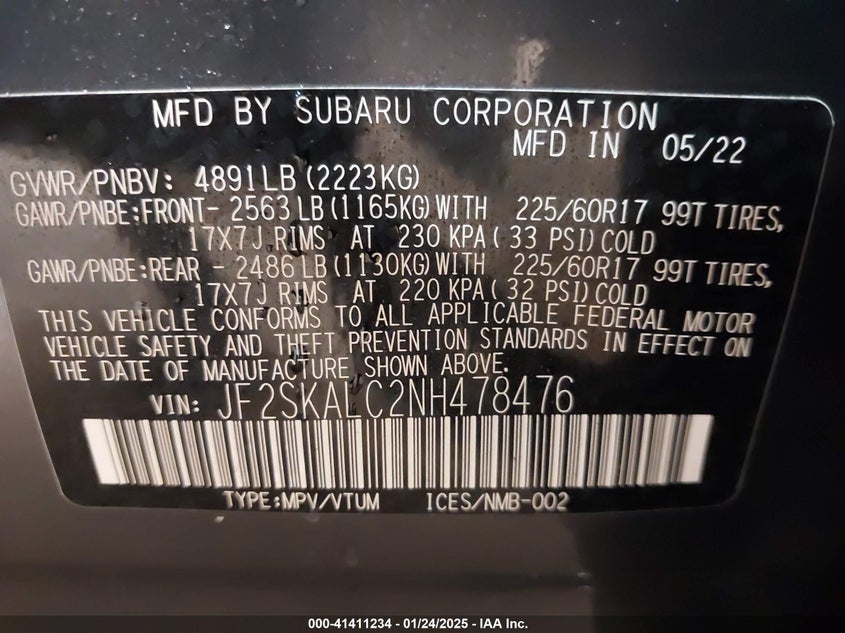 MFD BY SUBARU CORPORATION
MFD IN 05/22
GVWR/PNBV: 4891LB (2223KG)
GAWR/PNBE:FRONT- 2563 LB (1165KG) WITH 225/60R17 99T TIRES,
17X7J RIMS AT 230 KPA( 33 PSI) COLD
GAWR/PNBE:REAR - 2486 LB (1130KG) WITH 225/60R17 99T TIRES,
17X7J RIMS AT 220 KPA( 32 PSI) COLD
THIS VEHICLE CONFORMS TO ALL APPLICABLE FEDERAL MOTOR
VEHICLE SAFETY AND THEFT PREVENTION STANDARDS IN EFFECT ON
THE DATE OF MANUFACTURE SHOWN ABOVE.
VIN: JF2SKALC2NH478476
TYPE:MPV/VTUM ICES/NMB-002
000-41411234 - 01/24/2025 - IAA Inc.